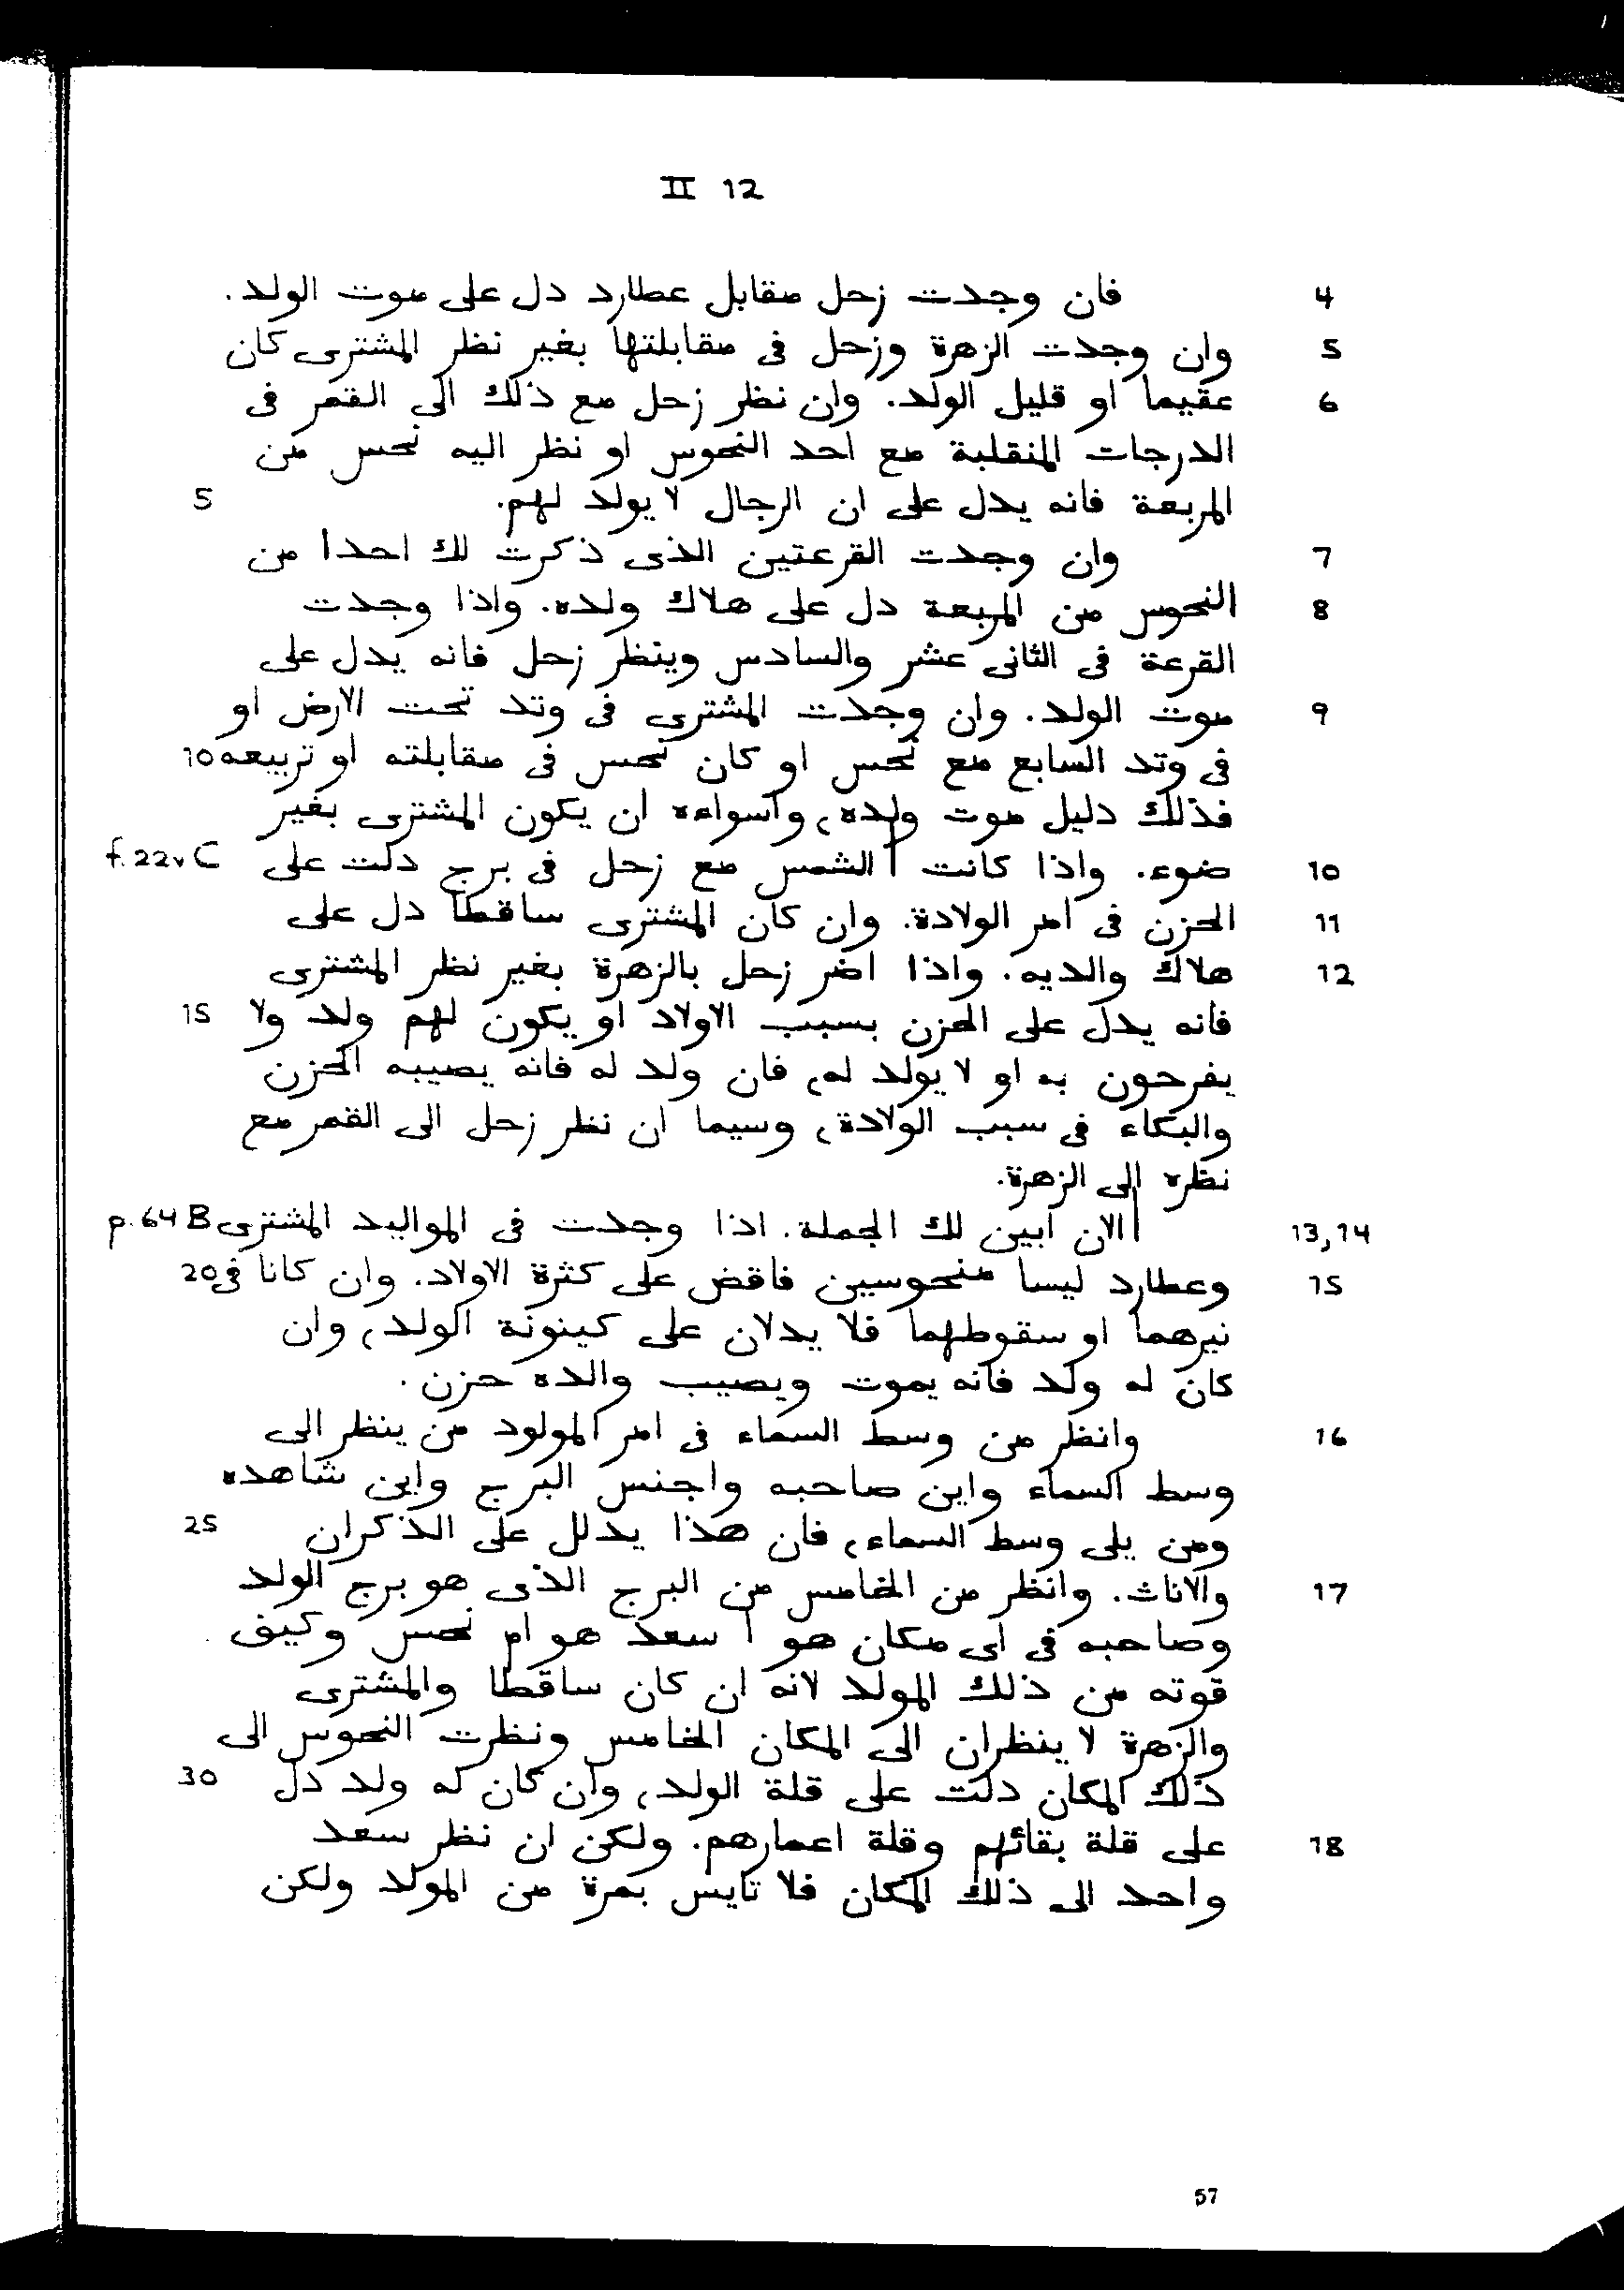 II 12
4 فان وجدت زحل مقابل عطارد دل على موت الولد.
5 وان وجدت الزهرة وزحل فى مقابلتها بغير نظر المشترى كان
6 عقيما او قليل الولد. وان نظر زحل مع ذلك الى القمر فى
الدرجات المنقلبة مع احد النحوس او نظر اليه نحس من
المربعة فانه يدل على ان الرجال لا يولد لهم. 5
7 وان وجدت القرعتين الذى ذكرت لك احدا من
8 النحوس من المربعة دل على هلاك ولده. واذا وجدت
القرعة فى الثانى عشر والسادس وينظر زحل فانه يدل على
9 موت الولد. وان وجدت المشترى فى وتد تحت الارض او
فى وتد السابع مع نحس او كان نحس فى مقابلته او تربيعه 10
فذلك دليل موت ولده، واسواءه ان يكون المشترى بغير
10 ضوء. واذا كانت | الشمس مع زحل فى برج دلت على f. 22v C
11 الحزن فى امر الولادة. وان كان المشترى ساقطا دل على
12 هلاك والديه. واذا اضر زحل بالزهرة بغير نظر المشترى
فانه يدل على الحزن بسبب الاولاد او يكون لهم ولد ولا 15
يفرحون به او لا يولد له، فان ولد له فانه يصيبه الحزن
والبكاء فى سبب الولادة، وسيما ان نظر زحل الى القمر مع
نظره الى الزهرة.
13,14 | الان ابين لك الجملة. اذا وجدت فى المواليد المشترى p. 64 B
15 وعطارد ليسا منحوسين فاقض على كثرة الاولاد. وان كانا فى 20
نيرهما او سقوطهما فلا يدلان على كينونة الولد، وان
كان له ولد فانه يموت ويصيب والده حزن.
16 وانظر من وسط السماء فى امر المولود من ينظر الى
وسط السماء واين صاحبه واجنس البرج واين شاهده
ومن يلى وسط السماء، فان هذا يدلل على الذكران 25
17 والاناث. وانظر من الخامس من البرج الذى هو برج الولد
وصاحبه فى اى مكان هو ا سعد هو ام نحس وكيف
قوته من ذلك المولد لانه ان كان ساقطا والمشترى
والزهرة لا ينظران الى المكان الخامس ونظرت النحوس الى
ذلك المكان دلت على قلة الولد، وان كان له ولد دل 30
18 على قلة بقائهم وقلة اعمارهم. ولكن ان نظر سعد
واحد الى ذلك المكان فلا تايس بمرة من المولد ولكن
57